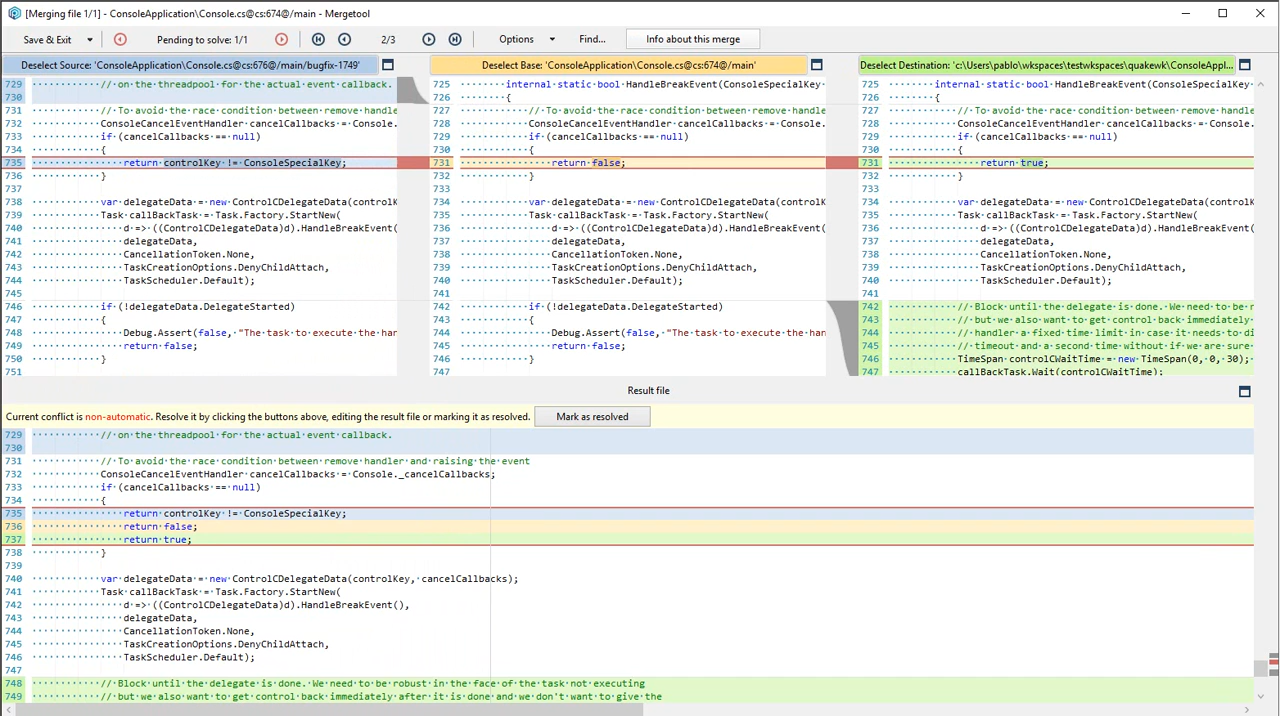 [Merging file 1/1] - ConsoleApplication\Console.cs@cs:674@/main - Mergetool
Save & Exit Pending to solve: 1/1 2/3 Options Find... Info about this merge
Deselect Source: 'ConsoleApplication\Console.cs@cs:676@/main/bugfix-1749'
729 // on the threadpool for the actual event callback.
730
731 // To avoid the race condition between remove handle
732 ConsoleCancelEventHandler cancelCallbacks = Console.
733 if (cancelCallbacks == null)
734 {
735 return controlKey != ConsoleSpecialKey;
736 }
737
738 var delegateData = new ControlCDelegateData(controlK
739 Task callBackTask = Task.Factory.StartNew(
740 d => ((ControlCDelegateData)d).HandleBreakEvent(
741 delegateData,
742 CancellationToken.None,
743 TaskCreationOptions.DenyChildAttach,
744 TaskScheduler.Default);
745
746 if (!delegateData.DelegateStarted)
747 {
748 Debug.Assert(false, "The task to execute the han
749 return false;
750 }
751
Deselect Base: 'ConsoleApplication\Console.cs@cs:674@/main'
725 internal static bool HandleEvent(ConsoleSpecialKey
726 {
727 // To avoid the race condition between remove handle
728 ConsoleCancelEventHandler cancelCallbacks = Console.
729 if (cancelCallbacks == null)
730 {
731 return false;
732 }
733
734 var delegateData = new ControlCDelegateData(controlK
735 Task callBackTask = Task.Factory.StartNew(
736 d => ((ControlCDelegateData)d).HandleBreakEvent(
737 delegateData,
738 CancellationToken.None,
739 TaskCreationOptions.DenyChildAttach,
740 TaskScheduler.Default);
741
742 if (!delegateData.DelegateStarted)
743 {
744 Debug.Assert(false, "The task to execute the han
745 return false;
746 }
747
Deselect Destination: 'c:\Users\pablo\wkspaces\testwkspaces\quakewk\ConsoleAppl...
725 internal static bool HandleEvent(ConsoleSpecialKey
726 {
727 // To avoid the race condition between remove handle
728 ConsoleCancelEventHandler cancelCallbacks = Console.
729 if (cancelCallbacks == null)
730 {
731 return true;
732 }
733
734 var delegateData = new ControlCDelegateData(controlK
735 Task callBackTask = Task.Factory.StartNew(
736 d => ((ControlCDelegateData)d).HandleBreakEvent(
737 delegateData,
738 CancellationToken.None,
739 TaskCreationOptions.DenyChildAttach,
740 TaskScheduler.Default);
741
742 // Block until the delegate is done. We need to be r
743 // but we also want to get control back immediately
744 // handler a fixed time limit in case it needs to di
745 // timeout and a second time without if we are sure
746 TimeSpan controlCWaitTime = new TimeSpan(0, 0, 30);
747 callBackTask.Wait(controlCWaitTime);
Result file
Current conflict is non-automatic. Resolve it by clicking the buttons above, editing the result file or marking it as resolved. Mark as resolved
729 // on the threadpool for the actual event callback.
730
731 // To avoid the race condition between remove handler and raising the event
732 ConsoleCancelEventHandler cancelCallbacks = Console._cancelCallbacks;
733 if (cancelCallbacks == null)
734 {
735 return controlKey != ConsoleSpecialKey;
736 return false;
737 return true;
738 }
739
740 var delegateData = new ControlCDelegateData(controlKey, cancelCallbacks);
741 Task callBackTask = Task.Factory.StartNew(
742 d => ((ControlCDelegateData)d).HandleBreakEvent(),
743 delegateData,
744 CancellationToken.None,
745 TaskCreationOptions.DenyChildAttach,
746 TaskScheduler.Default);
747
748 // Block until the delegate is done. We need to be robust in the face of the task not executing
749 // but we also want to get control back immediately after it is done and we don't want to give the